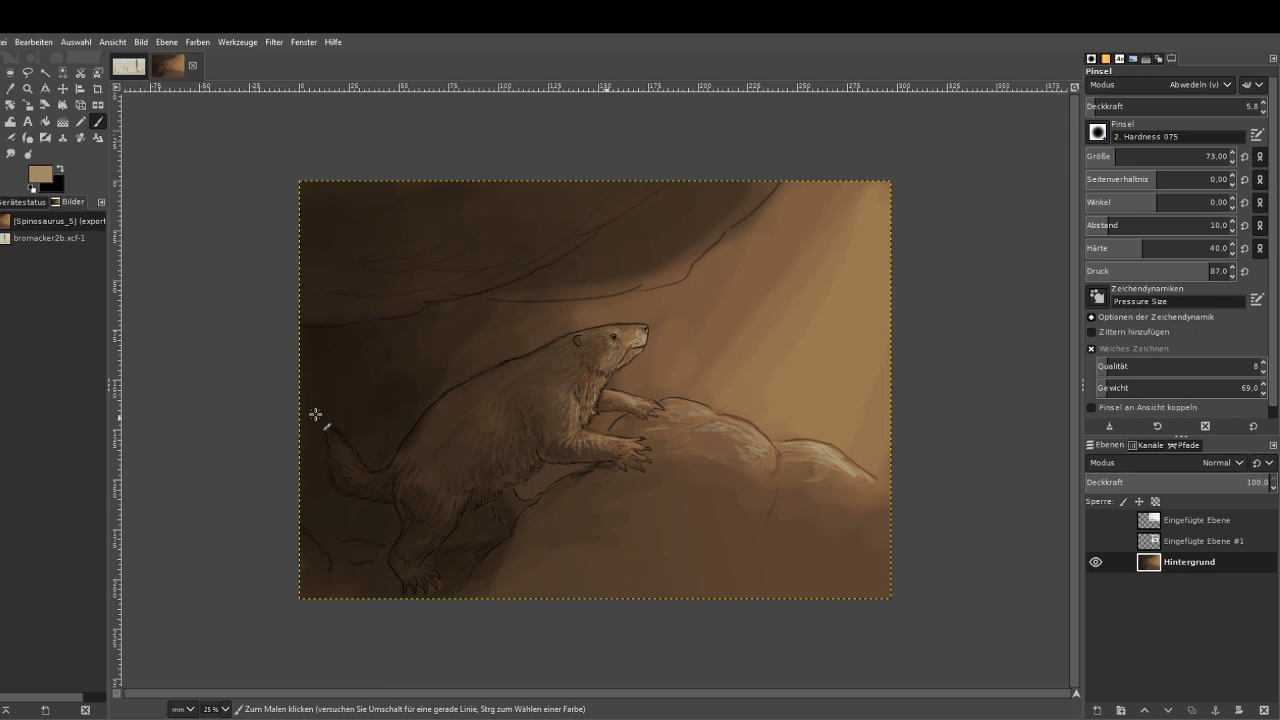 Bearbeiten Auswahl Ansicht Bild Ebene Farben Werkzeuge Filter Fenster Hilfe
Gerätestatus Bilder
[Spinosaurus_5] (export
bromacker2b.xcf-1
Pinsel
Modus Abwedeln (v)
Deckkraft 5,8
Pinsel
2. Hardness 075
Größe 73,00
Seitenverhältnis 0,00
Winkel 0,00
Abstand 10,0
Härte 40,0
Druck 87,0
Zeichendynamiken
Pressure Size
Optionen der Zeichendynamik
Zittern hinzufügen
Weiches Zeichnen
Qualität 8
Gewicht 69,0
Pinsel an Ansicht koppeln
Ebenen Kanäle Pfade
Modus Normal
Deckkraft 100,0
Sperre:
Eingefügte Ebene
Eingefügte Ebene #1
Hintergrund
mm 25 % Zum Malen klicken (versuchen Sie Umschalt für eine gerade Linie, Strg zum Wählen einer Farbe)